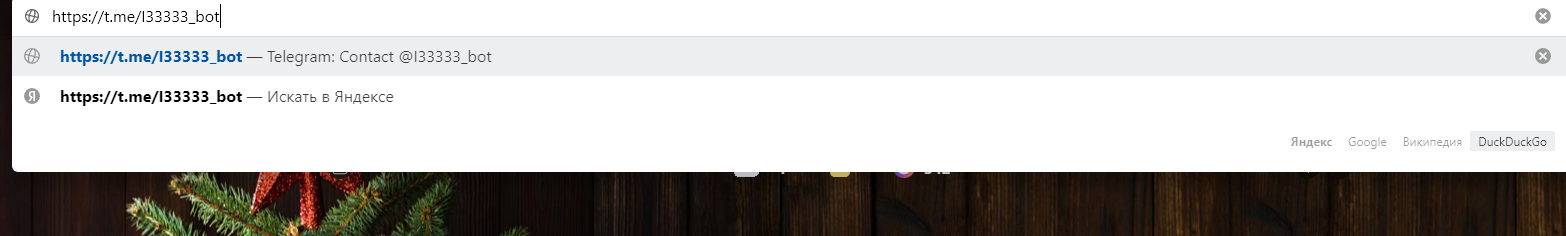 https://t.me/I33333_bot
https://t.me/I33333_bot — Telegram: Contact @I33333_bot
https://t.me/I33333_bot — Искать в Яндексе
Яндекс Google Википедия DuckDuckGo